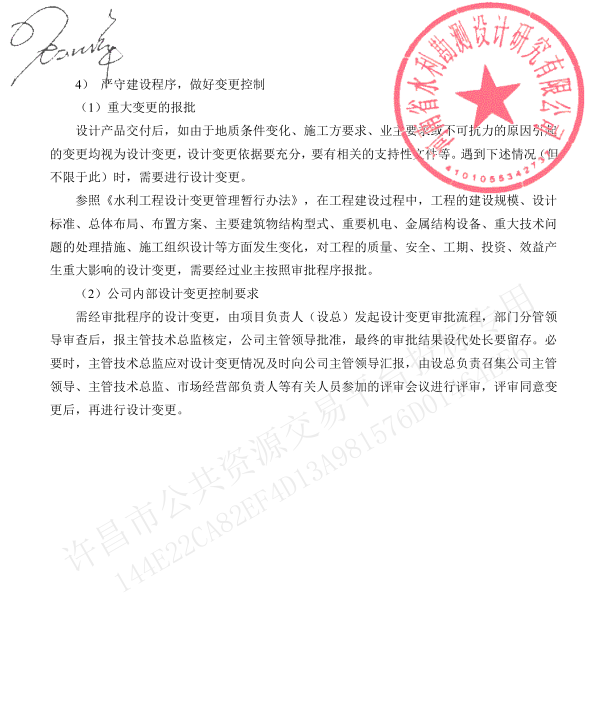 4） 严守建设程序，做好变更控制
（1）重大变更的报批
设计产品交付后，如由于地质条件变化、施工方要求、业主要求或不可抗力的原因引起
的变更均视为设计变更，设计变更依据要充分，要有相关的支持性文件等。遇到下述情况（但
不限于此）时，需要进行设计变更。
参照《水利工程设计变更管理暂行办法》，在工程建设过程中，工程的建设规模、设计
标准、总体布局、布置方案、主要建筑物结构型式、重要机电、金属结构设备、重大技术问
题的处理措施、施工组织设计等方面发生变化，对工程的质量、安全、工期、投资、效益产
生重大影响的设计变更，需要经过业主按照审批程序报批。
（2）公司内部设计变更控制要求
需经审批程序的设计变更，由项目负责人（设总）发起设计变更审批流程，部门分管领
导审查后，报主管技术总监核定，公司主管领导批准，最终的审批结果设代处长要留存。必
要时，主管技术总监应对设计变更情况及时向公司主管领导汇报，由设总负责召集公司主管
领导、主管技术总监、市场经营部负责人等有关人员参加的评审会议进行评审，评审同意变
更后，再进行设计变更。
河南省水利勘测设计研究有限公司
许昌市公共资源交易平台
144E22CA82EF4D13A981576D01